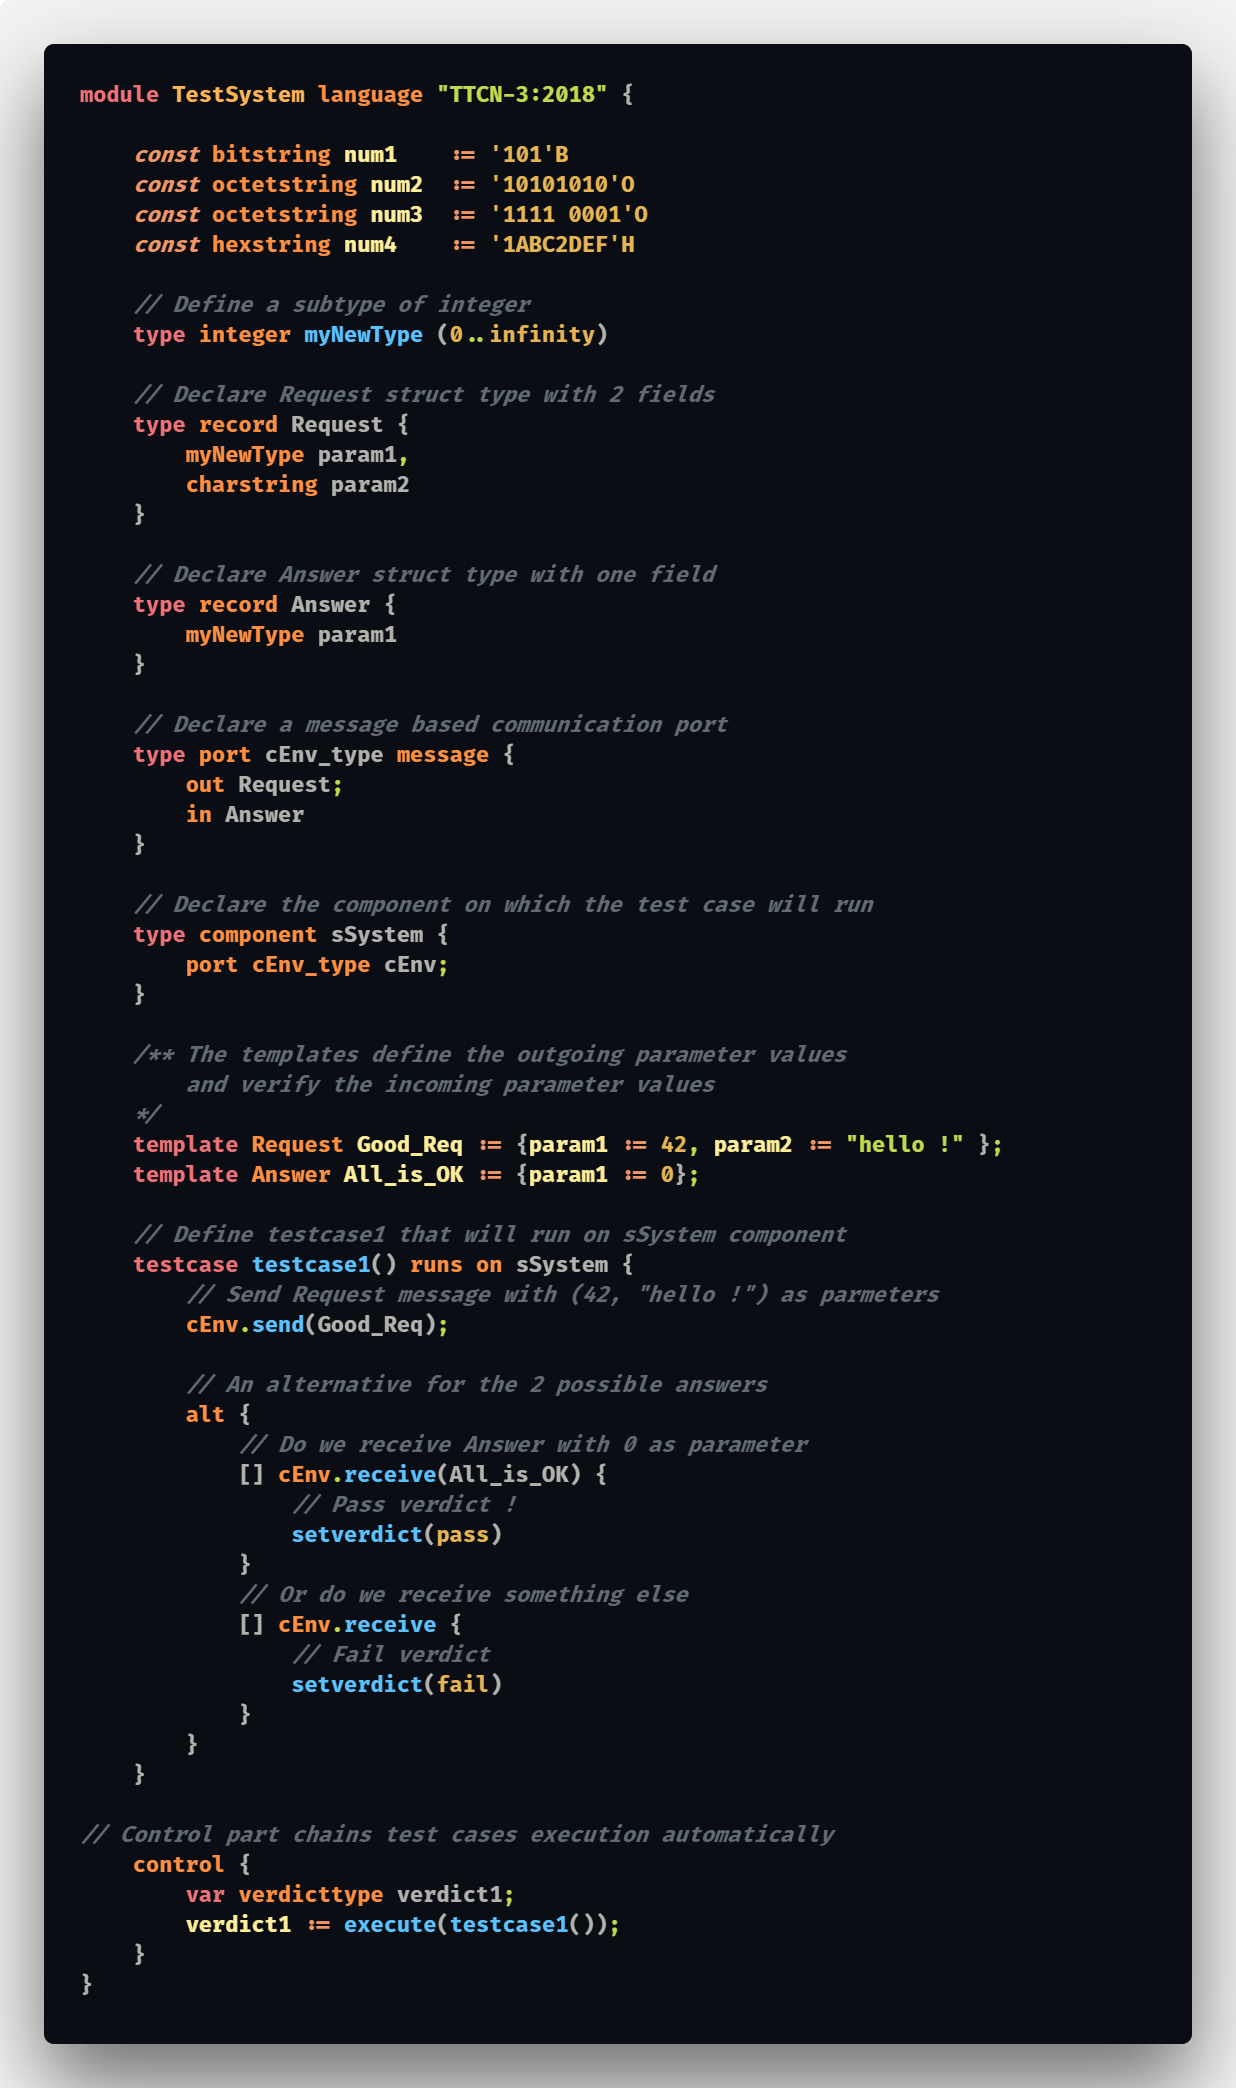 module TestSystem language "TTCN-3:2018" {

    const bitstring num1    := '101'B
    const octetstring num2  := '10101010'O
    const octetstring num3  := '1111 0001'O
    const hexstring num4    := '1ABC2DEF'H

    // Define a subtype of integer
    type integer myNewType (0..infinity)

    // Declare Request struct type with 2 fields
    type record Request {
        myNewType param1,
        charstring param2
    }

    // Declare Answer struct type with one field
    type record Answer {
        myNewType param1
    }

    // Declare a message based communication port
    type port cEnv_type message {
        out Request;
        in Answer
    }

    // Declare the component on which the test case will run
    type component sSystem {
        port cEnv_type cEnv;
    }

    /** The templates define the outgoing parameter values
        and verify the incoming parameter values
    */
    template Request Good_Req := {param1 := 42, param2 := "hello !" };
    template Answer All_is_OK := {param1 := 0};

    // Define testcase1 that will run on sSystem component
    testcase testcase1() runs on sSystem {
        // Send Request message with (42, "hello !") as parmeters
        cEnv.send(Good_Req);

        // An alternative for the 2 possible answers
        alt {
            // Do we receive Answer with 0 as parameter
            [] cEnv.receive(All_is_OK) {
                // Pass verdict !
                setverdict(pass)
            }
            // Or do we receive something else
            [] cEnv.receive {
                // Fail verdict
                setverdict(fail)
            }
        }
    }

// Control part chains test cases execution automatically
    control {
        var verdicttype verdict1;
        verdict1 := execute(testcase1());
    }
}